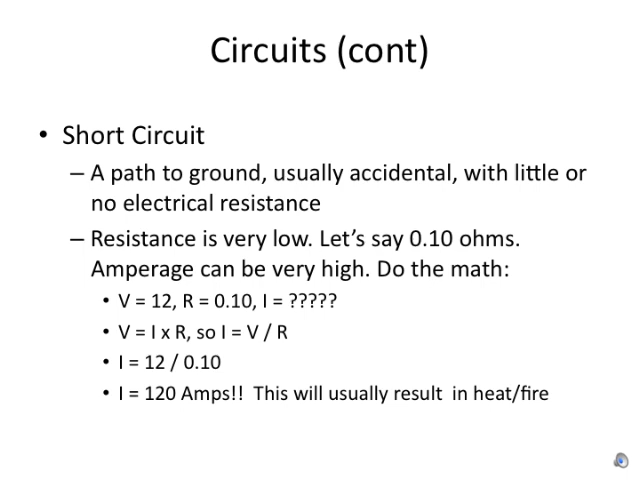 Circuits (cont)
• Short Circuit
– A path to ground, usually accidental, with little or
no electrical resistance
– Resistance is very low. Let’s say 0.10 ohms.
Amperage can be very high. Do the math:
• V = 12, R = 0.10, I = ?????
• V = I x R, so I = V / R
• I = 12 / 0.10
• I = 120 Amps!!  This will usually result  in heat/fire